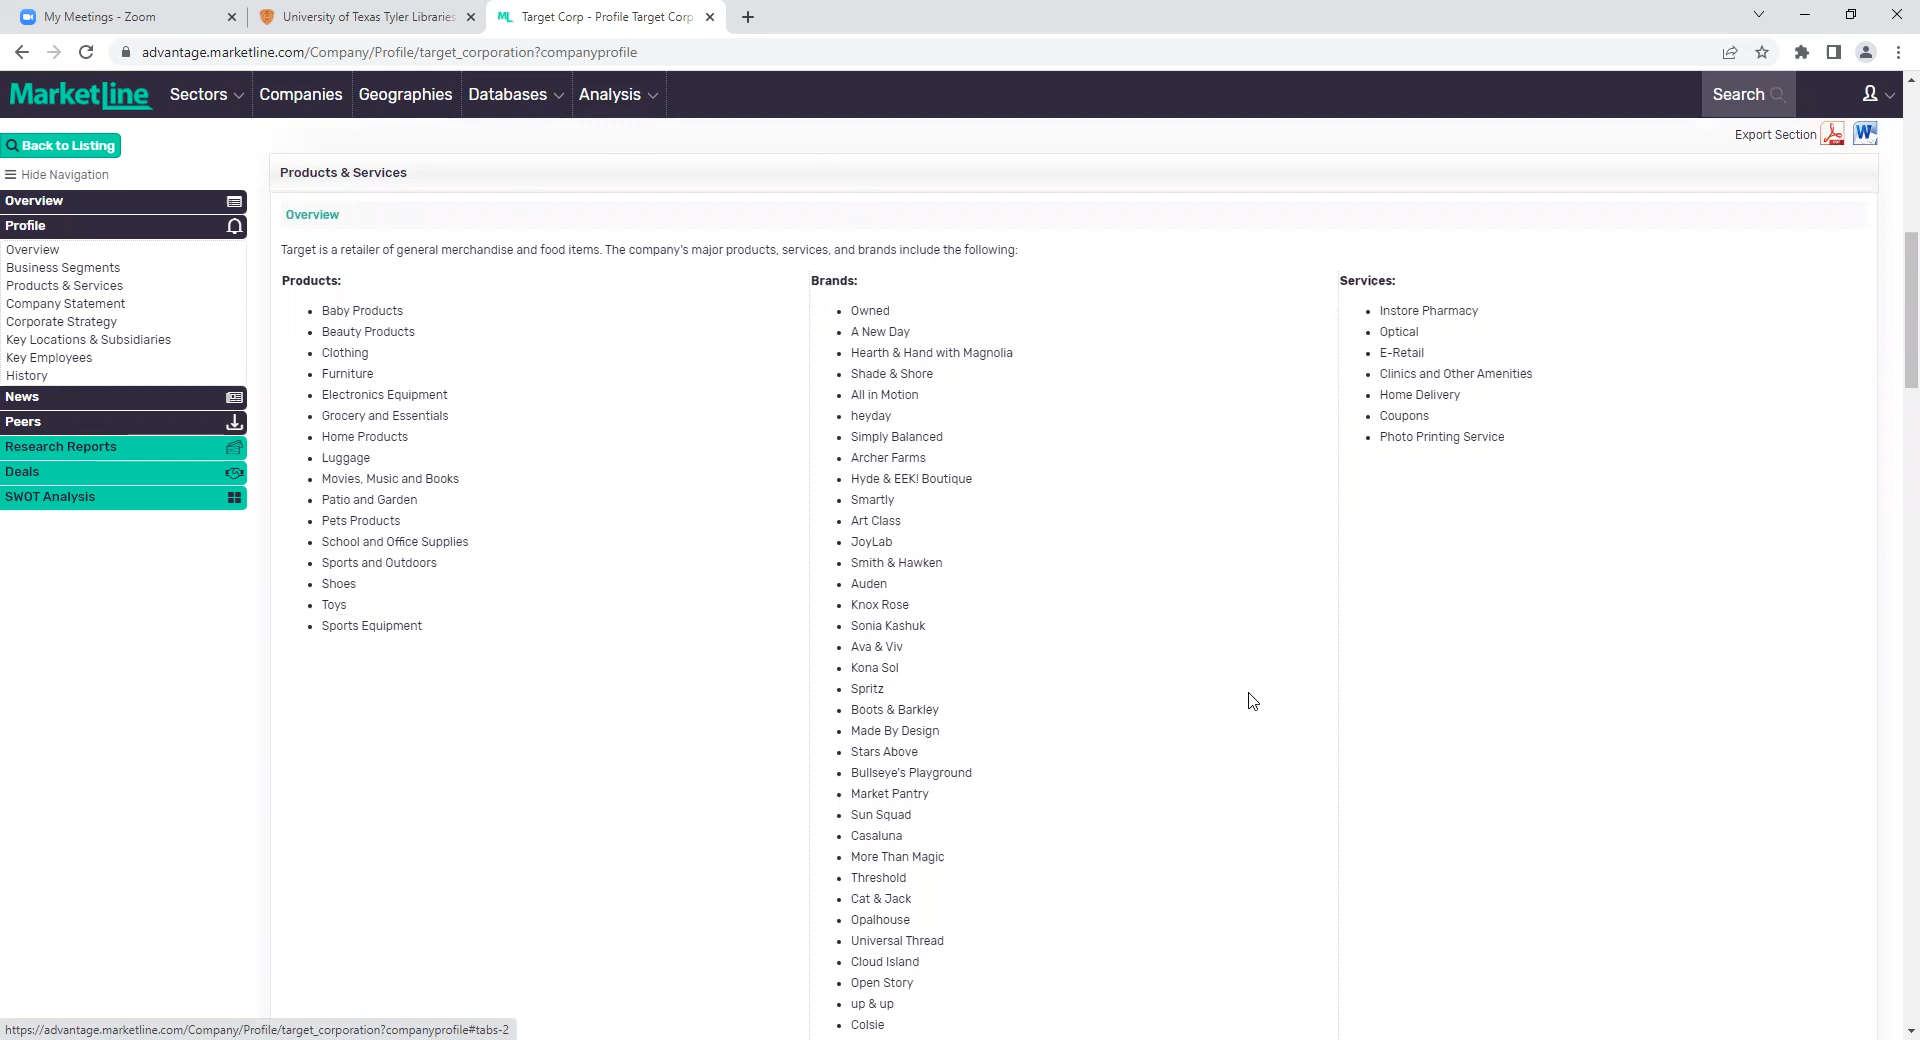 My Meetings - Zoom
University of Texas Tyler Libraries
ML Target Corp - Profile Target Corp
advantage.marketline.com/Company/Profile/target_corporation?companyprofile
MarketLine Sectors Companies Geographies Databases Analysis Search
Back to Listing
Export Section
Hide Navigation
Overview
Profile
Overview
Business Segments
Products & Services
Company Statement
Corporate Strategy
Key Locations & Subsidiaries
Key Employees
History
News
Peers
Research Reports
Deals
SWOT Analysis
Products & Services
Overview
Target is a retailer of general merchandise and food items. The company's major products, services, and brands include the following:
Products:
Baby Products
Beauty Products
Clothing
Furniture
Electronics Equipment
Grocery and Essentials
Home Products
Luggage
Movies, Music and Books
Patio and Garden
Pets Products
School and Office Supplies
Sports and Outdoors
Shoes
Toys
Sports Equipment
Brands:
Owned
A New Day
Hearth & Hand with Magnolia
Shade & Shore
All in Motion
heyday
Simply Balanced
Archer Farms
Hyde & EEK! Boutique
Smartly
Art Class
JoyLab
Smith & Hawken
Auden
Knox Rose
Sonia Kashuk
Ava & Viv
Kona Sol
Spritz
Boots & Barkley
Made By Design
Stars Above
Bullseye's Playground
Market Pantry
Sun Squad
Casaluna
More Than Magic
Threshold
Cat & Jack
Opalhouse
Universal Thread
Cloud Island
Open Story
up & up
Colsie
Services:
Instore Pharmacy
Optical
E-Retail
Clinics and Other Amenities
Home Delivery
Coupons
Photo Printing Service
https://advantage.marketline.com/Company/Profile/target_corporation?companyprofile#tabs-2